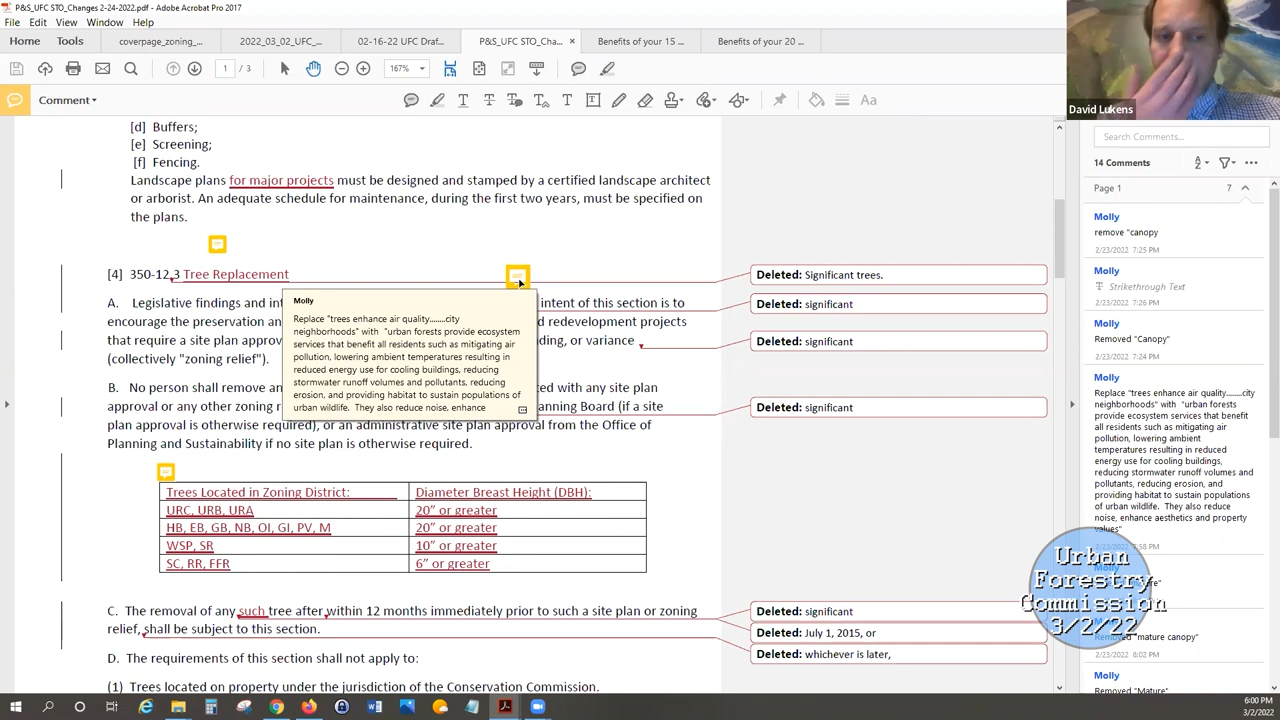 P&S_UFC STO_Changes 2-24-2022.pdf - Adobe Acrobat Pro 2017
File Edit View Window Help
Home Tools coverpage_zoning_... 2022_03_02_UFC_... 03-16-22 UFC Draf... P&S_UFC STO_Cha... × Benefits of your 15 ... Benefits of your 20 ...
1 / 3 167%
Comment
David Lukens
[d] Buffers;
[e] Screening;
[f] Fencing.
Landscape plans for major projects must be designed and stamped by a certified landscape architect
or arborist. An adequate schedule for maintenance, during the first two years, must be specified on
the plans.
[4] 350-12.3 Tree Replacement
A. Legislative findings and int
intent of this section is to
encourage the preservation an
d redevelopment projects
that require a site plan approv
ding, or variance
(collectively "zoning relief").
B. No person shall remove an
ced with any site plan
approval or any other zoning r
anning Board (if a site
plan approval is otherwise required), or an administrative site plan approval from the Office of
Planning and Sustainability if no site plan is otherwise required.
Molly
Replace "trees enhance air quality........city
neighborhoods" with "urban forests provide ecosystem
services that benefit all residents such as mitigating air
pollution, lowering ambient temperatures resulting in
reduced energy use for cooling buildings, reducing
stormwater runoff volumes and pollutants, reducing
erosion, and providing habitat to sustain populations of
urban wildlife. They also reduce noise, enhance
Trees Located in Zoning District: Diameter Breast Height (DBH):
URC, URB, URA 20" or greater
HB, EB, GB, NB, OI, GI, PV, M 20" or greater
WSP, SR 10" or greater
SC, RR, FFR 6" or greater
C. The removal of any such tree after within 12 months immediately prior to such a site plan or zoning
relief, shall be subject to this section.
D. The requirements of this section shall not apply to:
(1) Trees located on property under the jurisdiction of the Conservation Commission.
Deleted: Significant trees.
Deleted: significant
Deleted: significant
Deleted: significant
Deleted: significant
Deleted: July 1, 2015, or
Deleted: whichever is later,
Search Comments...
14 Comments
Page 1 7
Molly
remove "canopy
2/23/2022 7:25 PM
Molly
Strikethrough Text
2/23/2022 7:26 PM
Molly
Removed "Canopy"
2/23/2022 7:24 PM
Molly
Replace "trees enhance air quality........city
neighborhoods" with "urban forests
provide ecosystem services that benefit
all residents such as mitigating air
pollution, lowering ambient
temperatures resulting in reduced
energy use for cooling buildings,
reducing stormwater runoff volumes and
pollutants, reducing erosion, and
providing habitat to sustain populations
of urban wildlife. They also reduce
noise, enhance aesthetics and property
values"
7:58 PM
Removed "mature canopy"
2/23/2022 8:02 PM
Molly
Removed "Mature"
Urban
Forestry
Commission
3/2/22
6:00 PM
3/2/2022